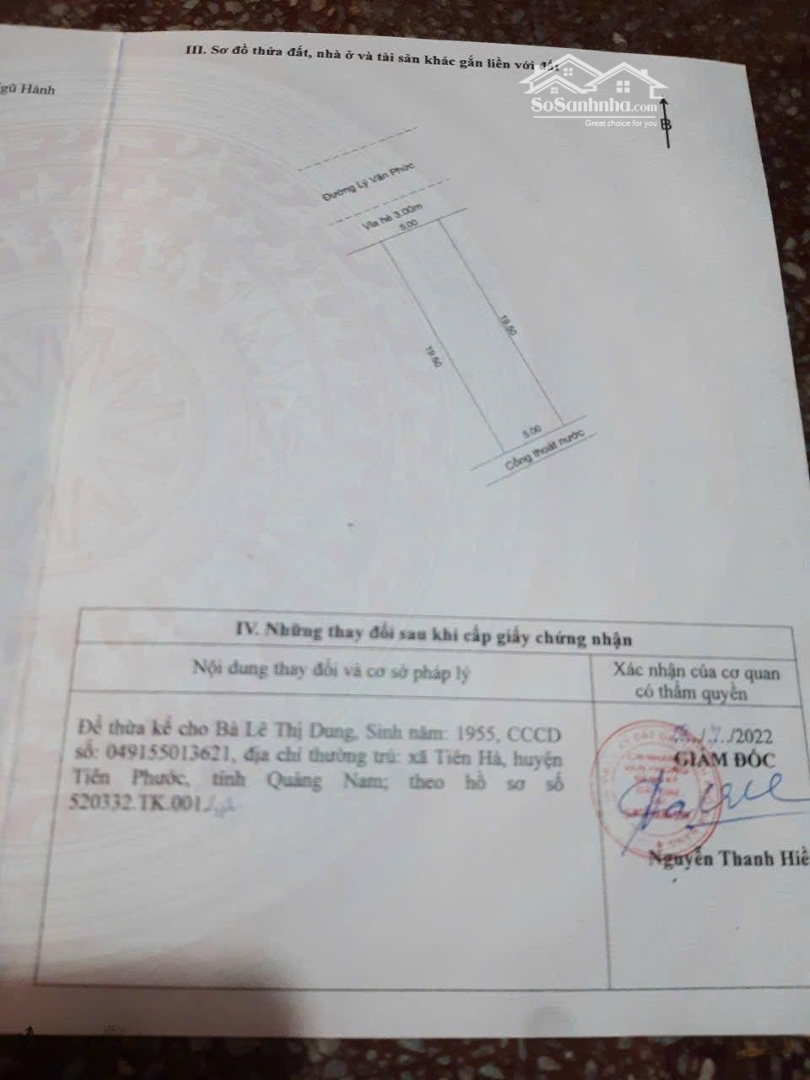 gũ Hành
III. Sơ đồ thửa đất, nhà ở và tài sản khác gắn liền với đất
SoSanhnha.com
Great choice for you
B
Đường Lý Văn Phức
Vỉa hè 3.00m
5.00
19.50
19.50
5.00
Cống thoát nước
IV. Những thay đổi sau khi cấp giấy chứng nhận
Nội dung thay đổi và cơ sở pháp lý
Xác nhận của cơ quan
có thẩm quyền
Để thừa kế cho Bà Lê Thị Dung, Sinh năm: 1955, CCCD
số: 049155013621, địa chỉ thường trú: xã Tiên Hà, huyện
Tiên Phước, tỉnh Quảng Nam; theo hồ sơ số
520332.TK.001./.
/7.../2022
GIÁM ĐỐC
Nguyễn Thanh Hiề